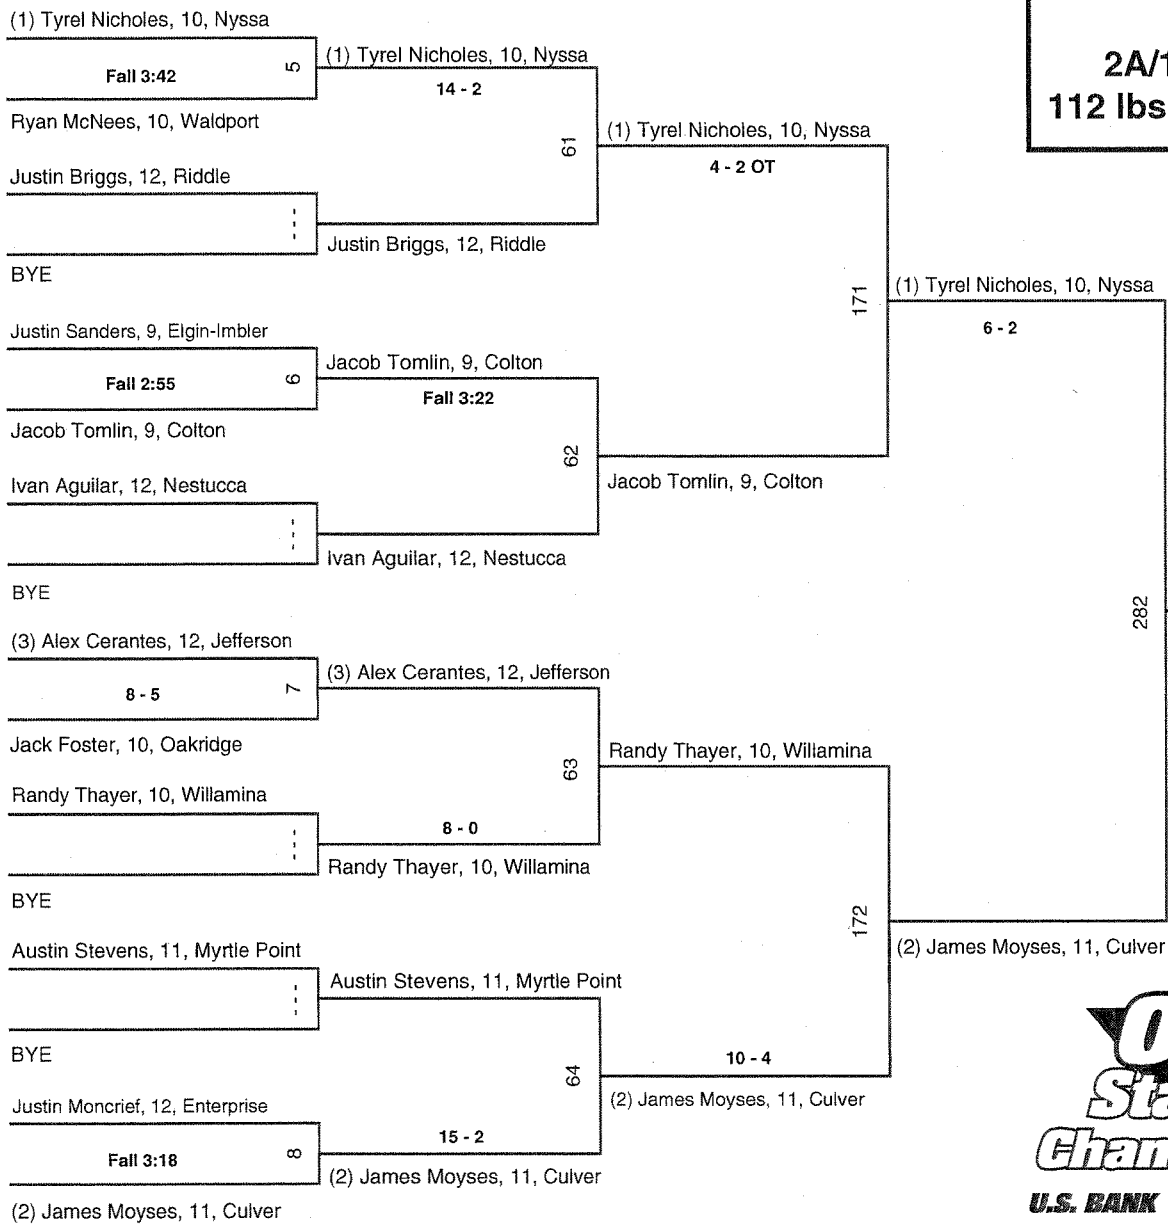 (1) Tyrel Nicholes, 10, Nyssa
Fall 3:42
5
Ryan McNees, 10, Waldport
Justin Briggs, 12, Riddle
BYE
Justin Sanders, 9, Elgin-Imbler
Fall 2:55
6
Jacob Tomlin, 9, Colton
Ivan Aguilar, 12, Nestucca
BYE
(3) Alex Cerantes, 12, Jefferson
8 - 5
7
Jack Foster, 10, Oakridge
Randy Thayer, 10, Willamina
BYE
Austin Stevens, 11, Myrtle Point
BYE
Justin Moncrief, 12, Enterprise
Fall 3:18
8
(2) James Moyses, 11, Culver
(1) Tyrel Nicholes, 10, Nyssa
14 - 2
61
Justin Briggs, 12, Riddle
Jacob Tomlin, 9, Colton
Fall 3:22
62
Ivan Aguilar, 12, Nestucca
(3) Alex Cerantes, 12, Jefferson
63
8 - 0
Randy Thayer, 10, Willamina
Austin Stevens, 11, Myrtle Point
64
15 - 2
(2) James Moyses, 11, Culver
(1) Tyrel Nicholes, 10, Nyssa
4 - 2 OT
171
Jacob Tomlin, 9, Colton
Randy Thayer, 10, Willamina
172
10 - 4
(2) James Moyses, 11, Culver
(1) Tyrel Nicholes, 10, Nyssa
6 - 2
282
(2) James Moyses, 11, Culver
2A/1
112 lbs
O
Sta
Cham
U.S. BANK